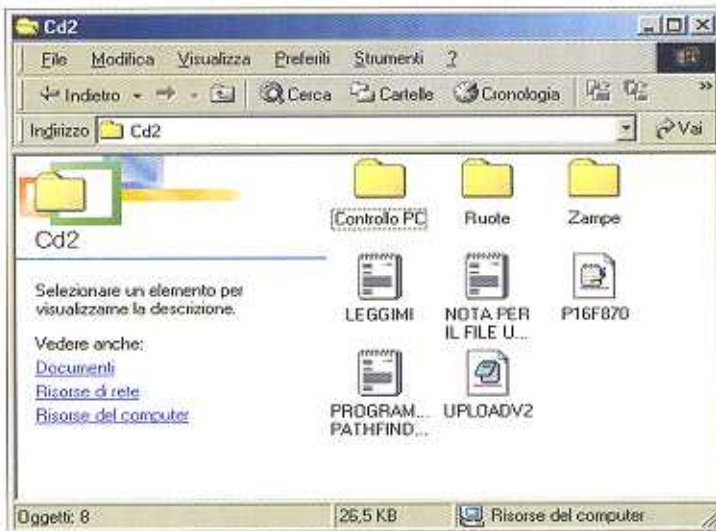 Cd2
File Modifica Visualizza Preferiti Strumenti ?
Indietro Cerca Cartelle Cronologia »
Indirizzo Cd2 Vai
Cd2
Selezionare un elemento per
visualizzarne la descrizione.
Vedere anche:
Documenti
Risorse di rete
Risorse del computer
Controllo PC Ruote Zampe
LEGGIMI NOTA PER
IL FILE U... P16F870
PROGRAM...
PATHFIND... UPLOADV2
Oggetti: 8 26,5 KB Risorse del computer